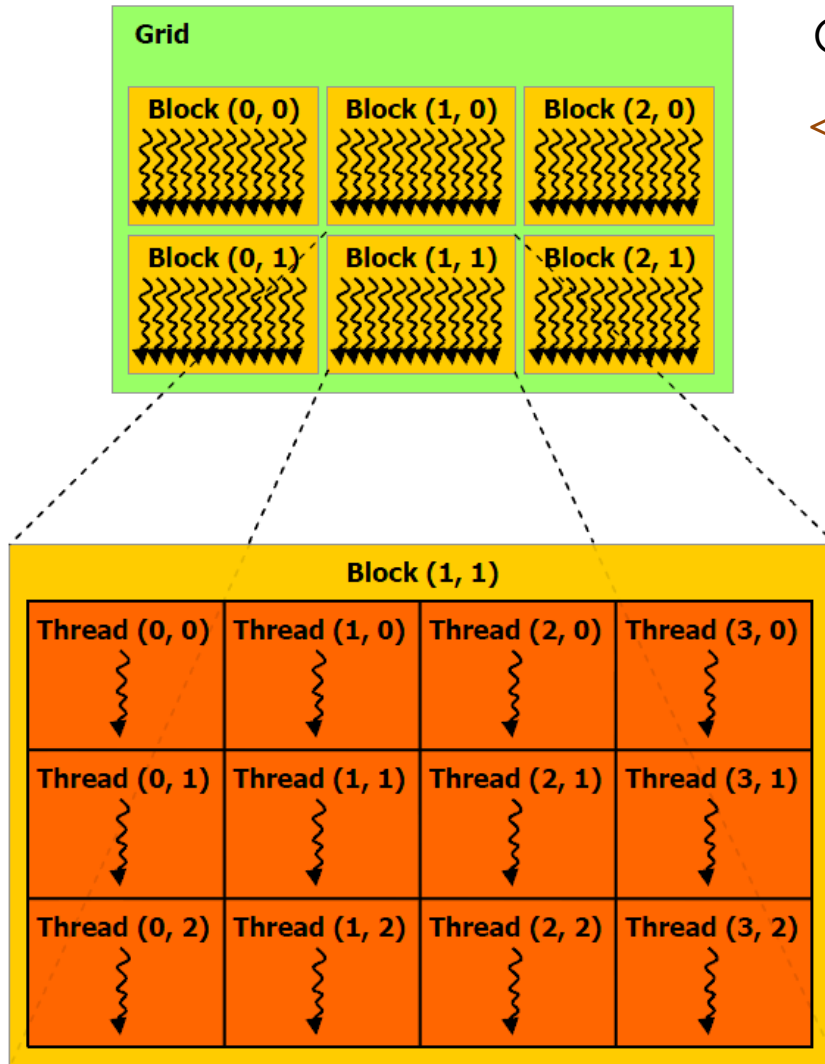 Grid
Block (0, 0) Block (1, 0) Block (2, 0)
Block (0, 1) Block (1, 1) Block (2, 1)
Block (1, 1)
Thread (0, 0) Thread (1, 0) Thread (2, 0) Thread (3, 0)
Thread (0, 1) Thread (1, 1) Thread (2, 1) Thread (3, 1)
Thread (0, 2) Thread (1, 2) Thread (2, 2) Thread (3, 2)